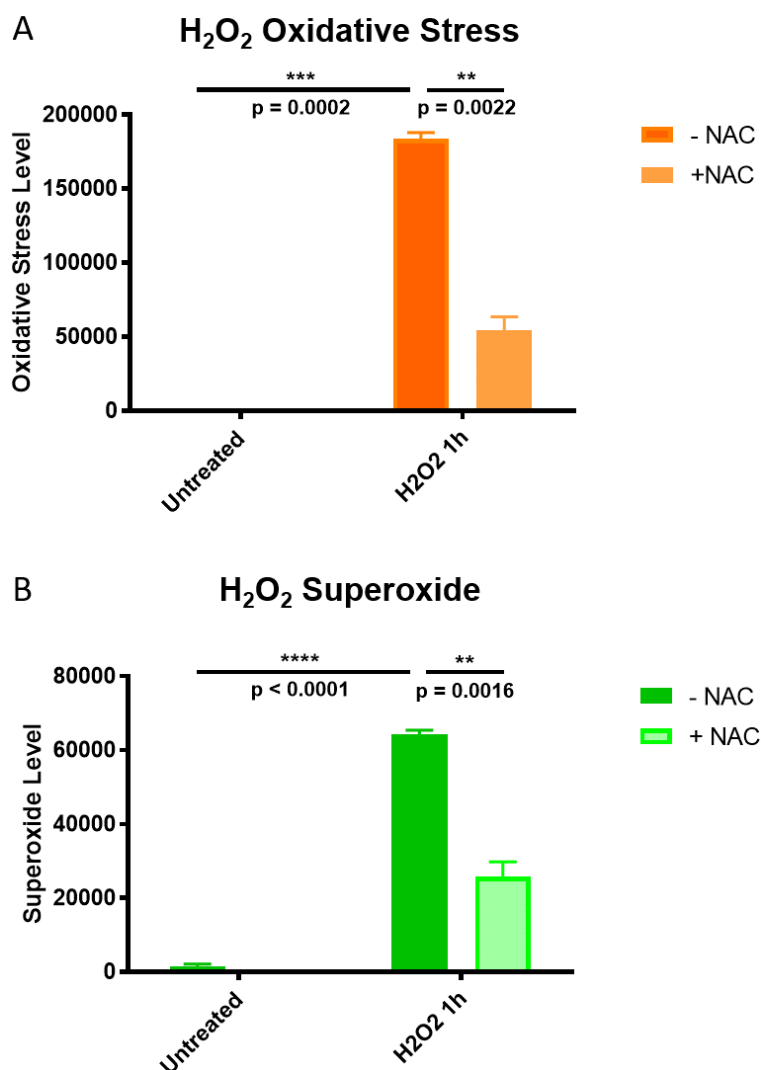 A
H₂O₂ Oxidative Stress
*** **
p = 0.0002 p = 0.0022
200000
150000
100000
50000
0
Oxidative Stress Level
Untreated
H2O2 1h
- NAC
+NAC
B
H₂O₂ Superoxide
**** **
p < 0.0001 p = 0.0016
80000
60000
40000
20000
0
Superoxide Level
Untreated
H2O2 1h
- NAC
+ NAC